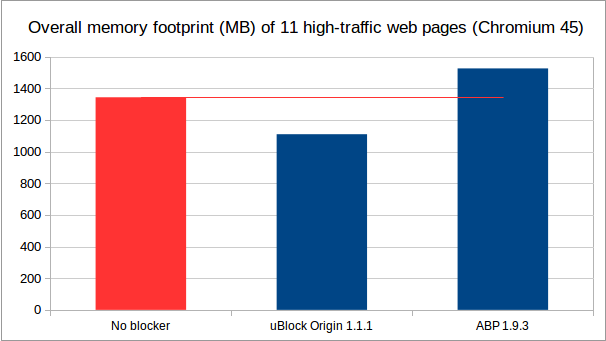 Overall memory footprint (MB) of 11 high-traffic web pages (Chromium 45)
1600
1400
1200
1000
800
600
400
200
0
No blocker
uBlock Origin 1.1.1
ABP 1.9.3